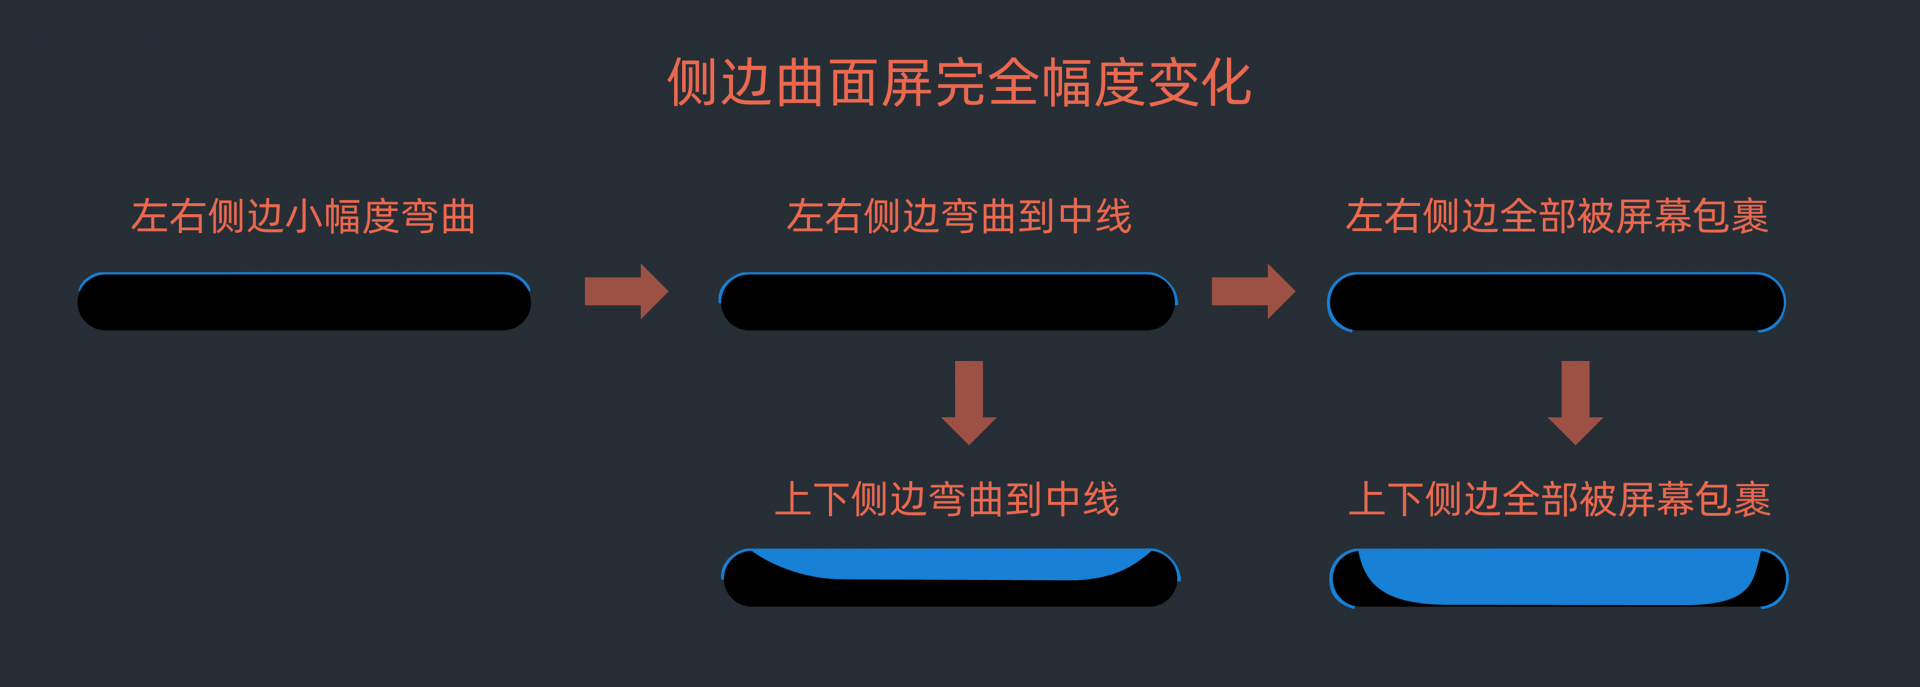 侧边曲面屏完全幅度变化
左右侧边小幅度弯曲
左右侧边弯曲到中线
左右侧边全部被屏幕包裹
上下侧边弯曲到中线
上下侧边全部被屏幕包裹